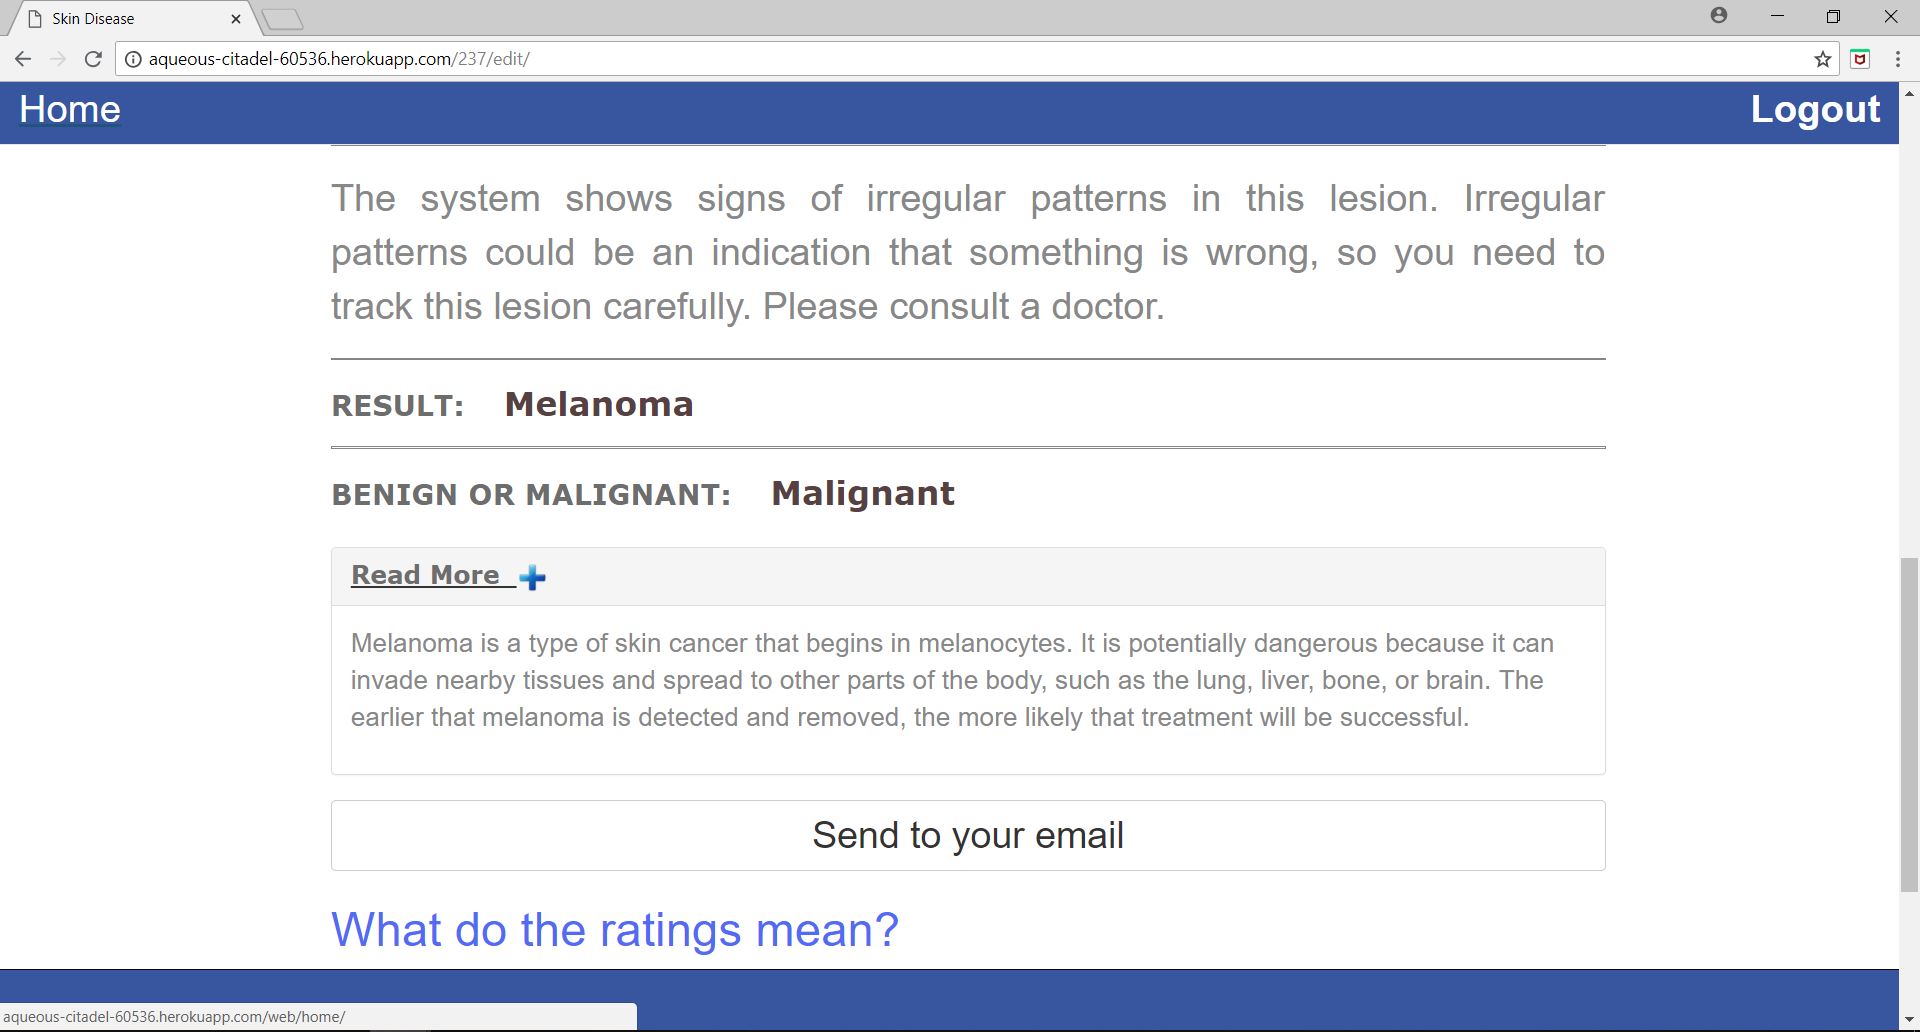 Skin Disease
aqueous-citadel-60536.herokuapp.com/237/edit/
Home
Logout
The system shows signs of irregular patterns in this lesion. Irregular
patterns could be an indication that something is wrong, so you need to
track this lesion carefully. Please consult a doctor.
RESULT: Melanoma
BENIGN OR MALIGNANT: Malignant
Read More
Melanoma is a type of skin cancer that begins in melanocytes. It is potentially dangerous because it can
invade nearby tissues and spread to other parts of the body, such as the lung, liver, bone, or brain. The
earlier that melanoma is detected and removed, the more likely that treatment will be successful.
Send to your email
What do the ratings mean?
aqueous-citadel-60536.herokuapp.com/web/home/